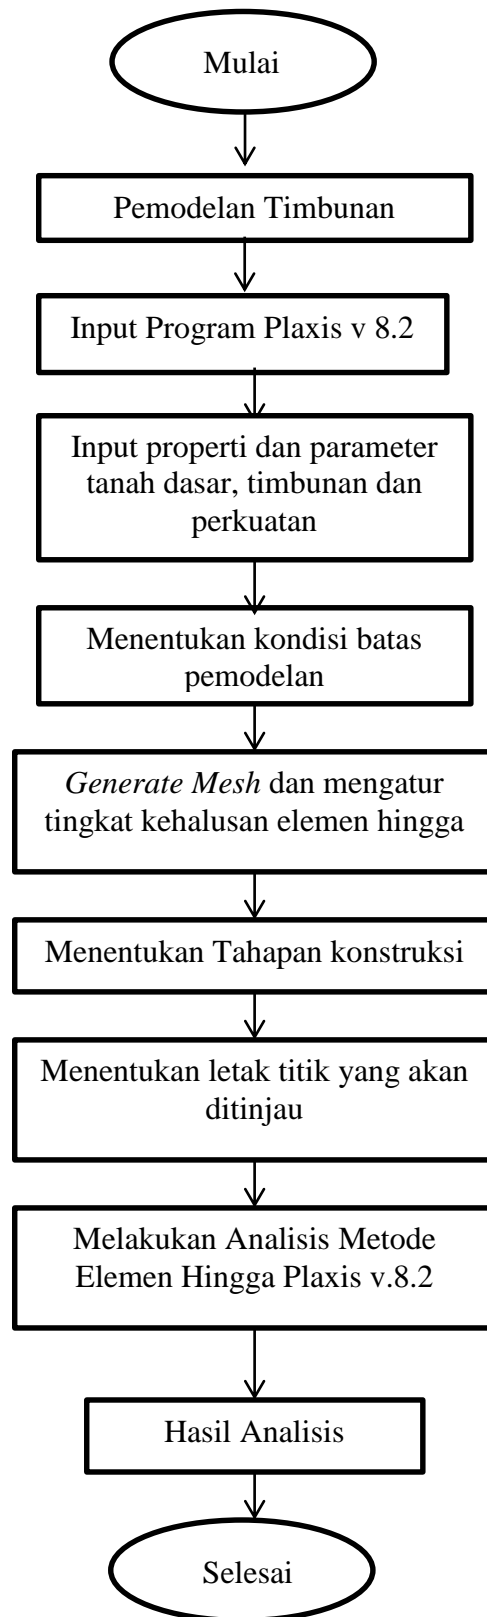 Mulai
Pemodelan Timbunan
Input Program Plaxis v 8.2
Input properti dan parameter
tanah dasar, timbunan dan
perkuatan
Menentukan kondisi batas
pemodelan
Generate Mesh dan mengatur
tingkat kehalusan elemen hingga
Menentukan Tahapan konstruksi
Menentukan letak titik yang akan
ditinjau
Melakukan Analisis Metode
Elemen Hingga Plaxis v.8.2
Hasil Analisis
Selesai